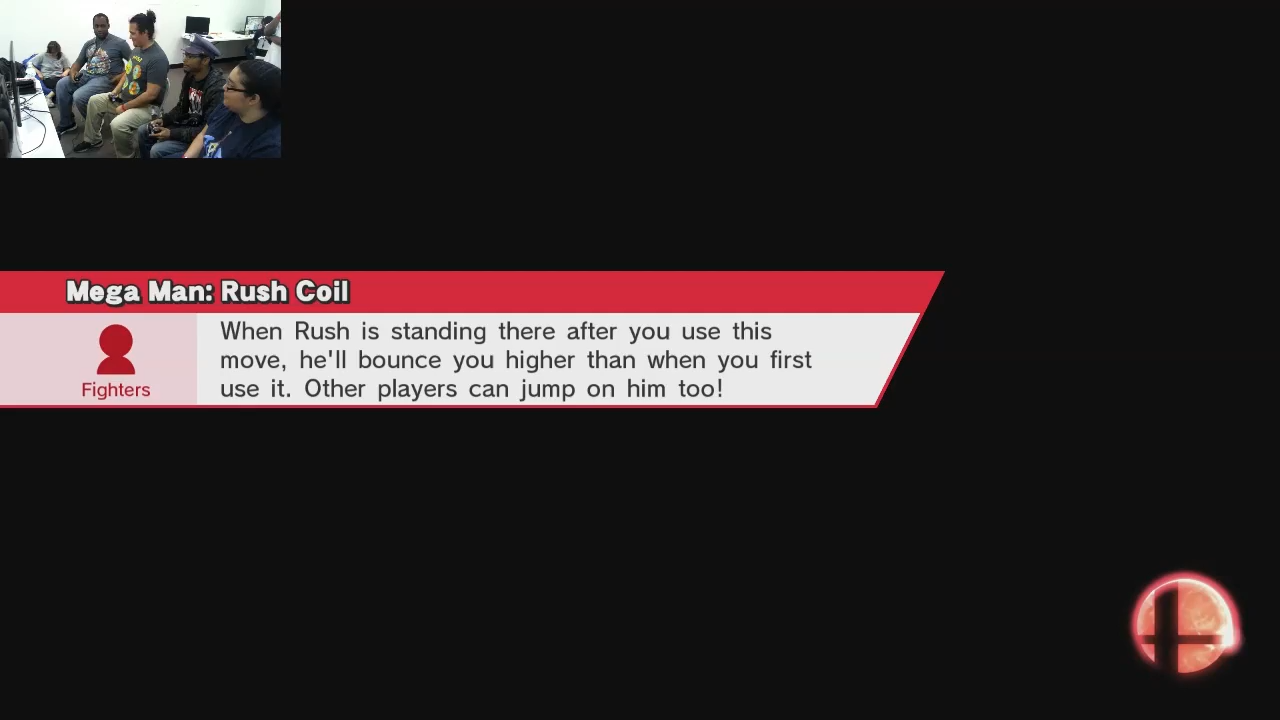 Mega Man: Rush Coil
When Rush is standing there after you use this
move, he'll bounce you higher than when you first
use it. Other players can jump on him too!
Fighters